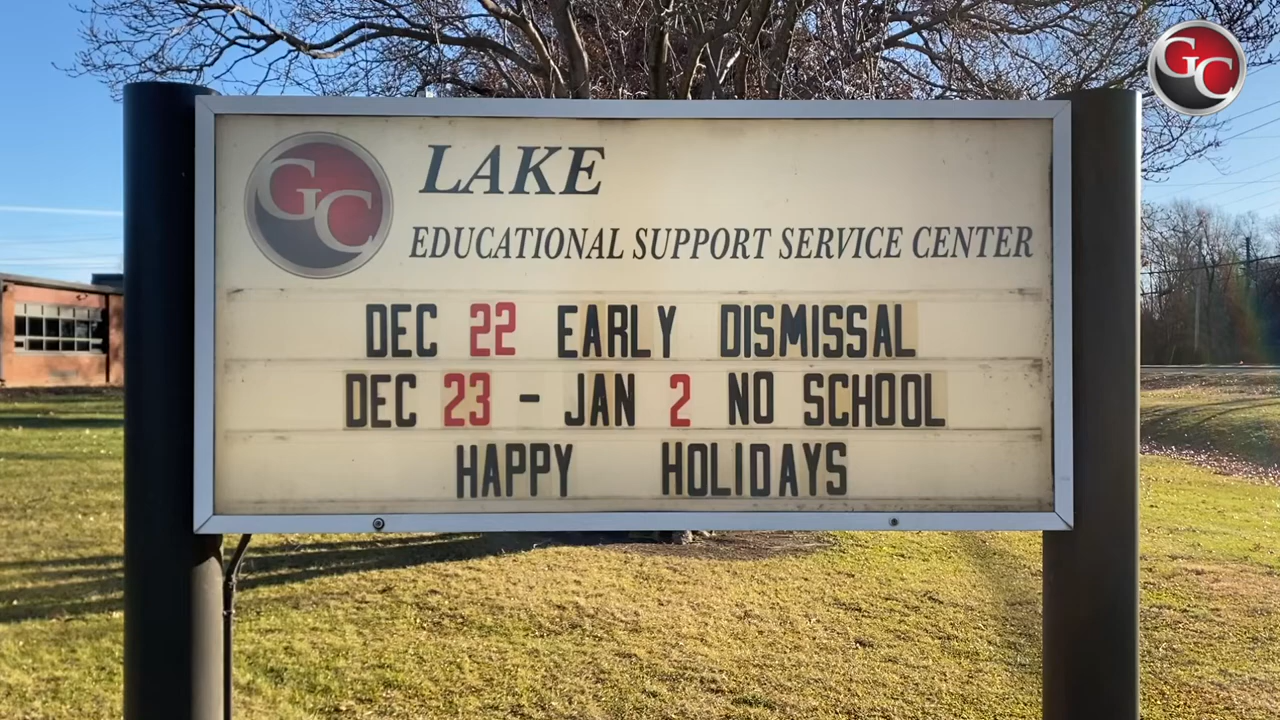 GC
GC
LAKE
EDUCATIONAL SUPPORT SERVICE CENTER
DEC 22 EARLY DISMISSAL
DEC 23 - JAN 2 NO SCHOOL
HAPPY HOLIDAYS